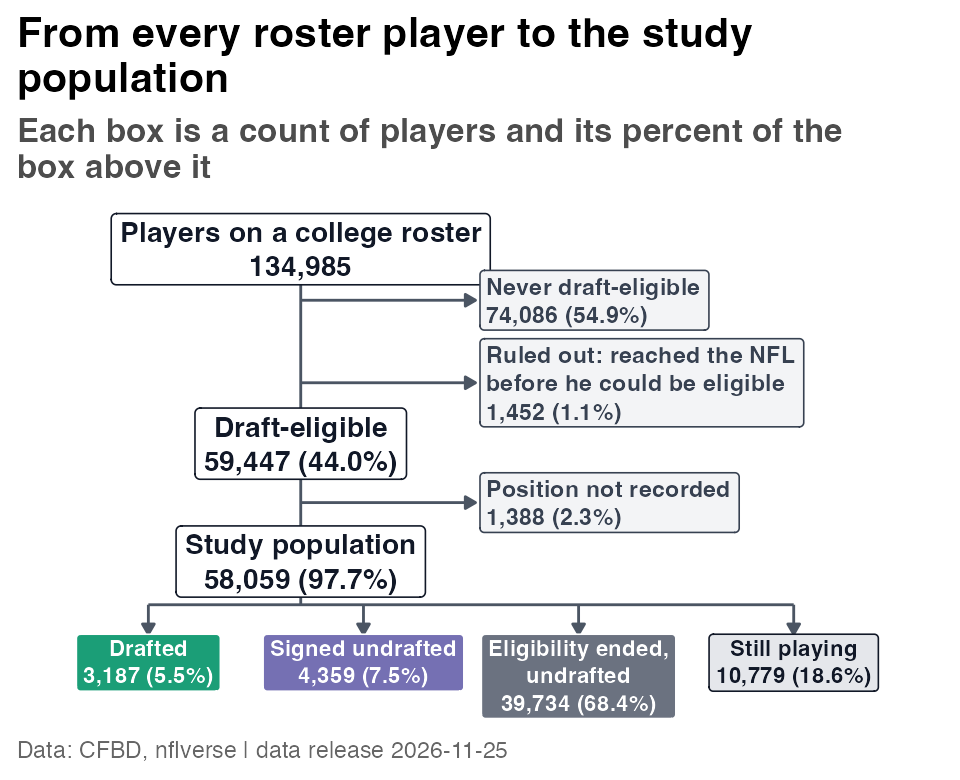 From every roster player to the study
population
Each box is a count of players and its percent of the
box above it
Players on a college roster
134,985
Never draft-eligible
74,086 (54.9%)
Ruled out: reached the NFL
before he could be eligible
1,452 (1.1%)
Draft-eligible
59,447 (44.0%)
Position not recorded
1,388 (2.3%)
Study population
58,059 (97.7%)
Drafted
3,187 (5.5%)
Signed undrafted
4,359 (7.5%)
Eligibility ended,
undrafted
39,734 (68.4%)
Still playing
10,779 (18.6%)
Data: CFBD, nflverse | data release 2026-11-25